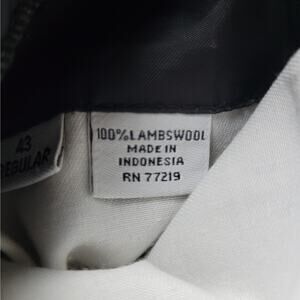 43
REGULAR
100% LAMBSWOOL
MADE IN
INDONESIA
RN 77219